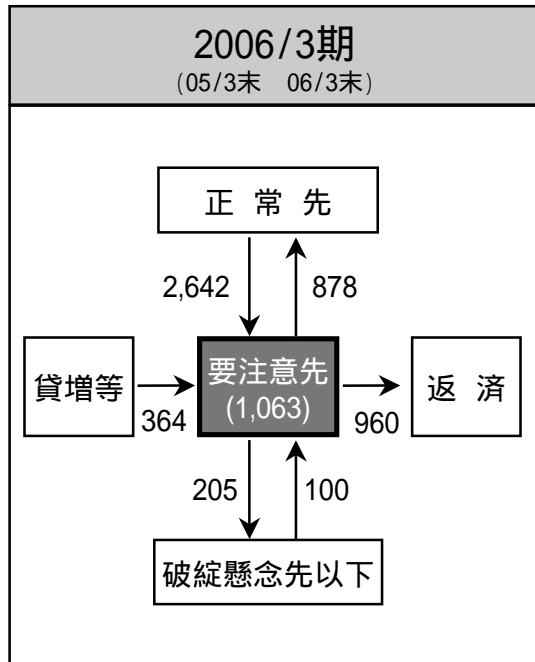 2006/3期
(05/3末 06/3末)
正 常 先
2,642
878
貸増等
364
要注意先
(1,063)
960
返 済
205
100
破綻懸念先以下